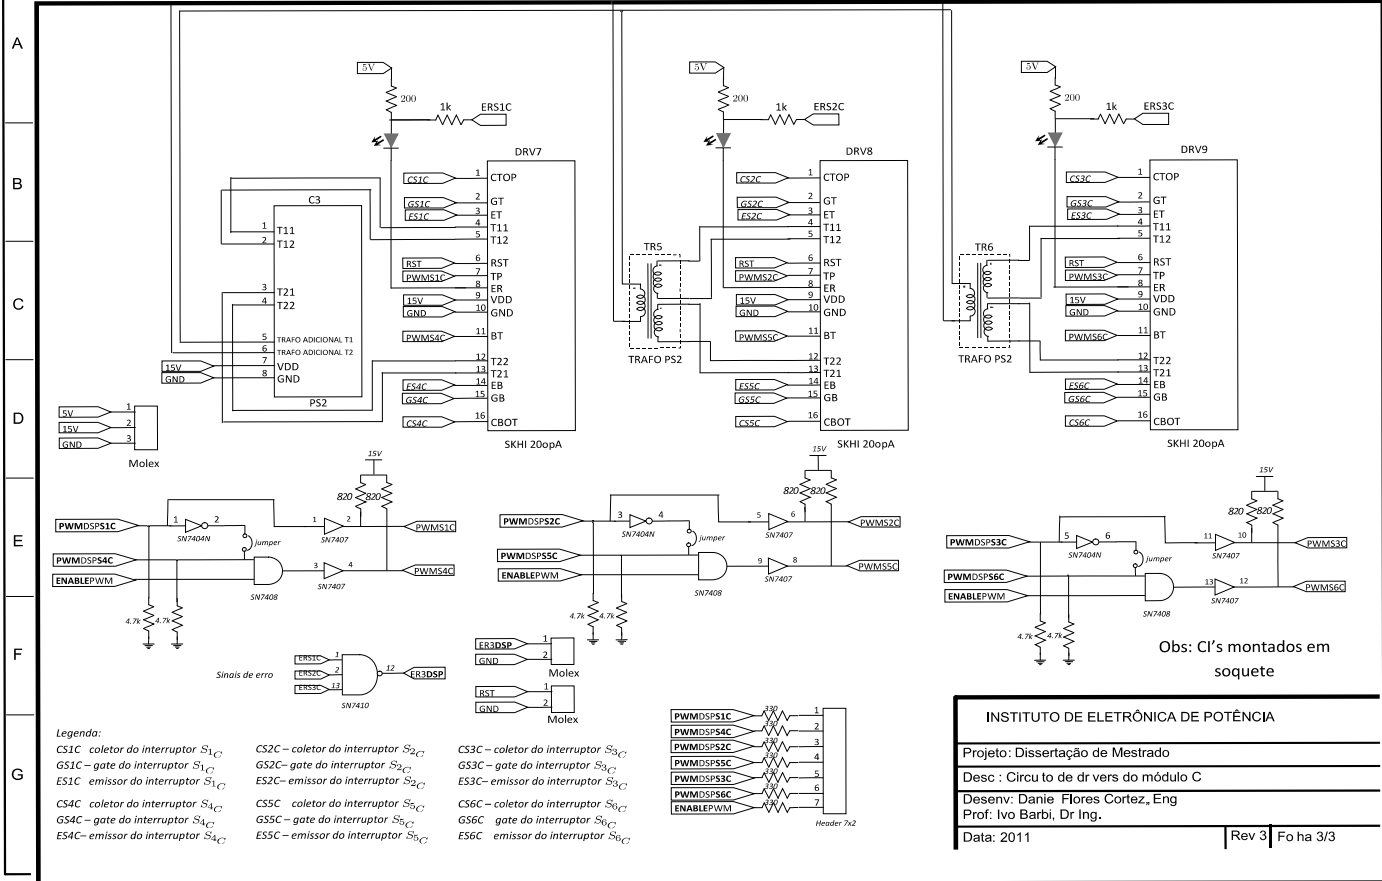 A
B
C
D
E
F
G
5V
200
1k
ERS1C
DRV7
CS1C 1 CTOP
GS1C 2 GT
ES1C 3 ET
4 T11
5 T12
RST 6 RST
PWMS1C 7 TP
8 ER
15V 9 VDD
GND 10 GND
PWMS4C 11 BT
12 T22
13 T21
ES4C 14 EB
GS4C 15 GB
CS4C 16 CBOT
SKHI 20opA
C3
1 T11
2 T12
3 T21
4 T22
5 TRAFO ADICIONAL T1
6 TRAFO ADICIONAL T2
15V 7 VDD
GND 8 GND
PS2
5V
200
1k
ERS2C
DRV8
CS2C 1 CTOP
GS2C 2 GT
ES2C 3 ET
4 T11
5 T12
RST 6 RST
PWMS2C 7 TP
8 ER
15V 9 VDD
GND 10 GND
PWMS5C 11 BT
12 T22
13 T21
ES5C 14 EB
GS5C 15 GB
CS5C 16 CBOT
SKHI 20opA
TR5
TRAFO PS2
5V
200
1k
ERS3C
DRV9
CS3C 1 CTOP
GS3C 2 GT
ES3C 3 ET
4 T11
5 T12
RST 6 RST
PWMS3C 7 TP
8 ER
15V 9 VDD
GND 10 GND
PWMS6C 11 BT
12 T22
13 T21
ES6C 14 EB
GS6C 15 GB
CS6C 16 CBOT
SKHI 20opA
TR6
TRAFO PS2
5V 1
15V 2
GND 3
Molex
15V
820 820
PWMDSPS1C 1 2 1 2 PWMS1C
SN7404N SN7407
jumper
PWMDSPS4C
ENABLEPWM 3 4 PWMS4C
SN7408 SN7407
4.7k 4.7k
15V
820 820
PWMDSPS2C 3 4 5 6 PWMS2C
SN7404N SN7407
jumper
PWMDSPS5C
ENABLEPWM 9 8 PWMS5C
SN7408 SN7407
4.7k 4.7k
15V
820 820
PWMDSPS3C 5 6 11 10 PWMS3C
SN7404N SN7407
jumper
PWMDSPS6C
ENABLEPWM 13 12 PWMS6C
SN7408 SN7407
4.7k 4.7k
Sinais de erro
ERS1C 1
ERS2C 2
ERS3C 13
12 ER3DSP
SN7410
ER3DSP 1
GND 2
Molex
RST 1
GND 2
Molex
Obs: CI's montados em
soquete
PWMDSPS1C 330 1
PWMDSPS4C 330 2
PWMDSPS2C 330 3
PWMDSPS5C 330 4
PWMDSPS3C 330 5
PWMDSPS6C 330 6
ENABLEPWM 330 7
Header 7x2
Legenda:
CS1C coletor do interruptor S1C
GS1C – gate do interruptor S1C
ES1C emissor do interruptor S1C
CS4C coletor do interruptor S4C
GS4C – gate do interruptor S4C
ES4C– emissor do interruptor S4C
CS2C – coletor do interruptor S2C
GS2C– gate do interruptor S2C
ES2C– emissor do interruptor S2C
CS5C coletor do interruptor S5C
GS5C – gate do interruptor S5C
ES5C – emissor do interruptor S5C
CS3C – coletor do interruptor S3C
GS3C – gate do interruptor S3C
ES3C– emissor do interruptor S3C
CS6C – coletor do interruptor S6C
GS6C gate do interruptor S6C
ES6C emissor do interruptor S6C
INSTITUTO DE ELETRÔNICA DE POTÊNCIA
Projeto: Dissertação de Mestrado
Desc : Circu to de dr vers do módulo C
Desenv: Danie Flores Cortez, Eng
Prof: Ivo Barbi, Dr Ing.
Data: 2011 Rev 3 Fo ha 3/3